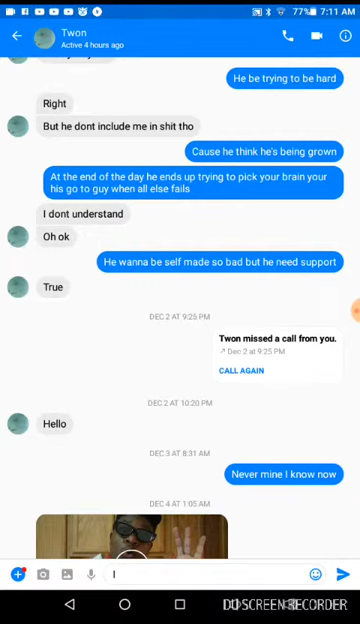 77% 7:11 AM
Twon
Active 4 hours ago
He be trying to be hard
Right
But he dont include me in shit tho
Cause he think he's being grown
At the end of the day he ends up trying to pick your brain your
his go to guy when all else fails
I dont understand
Oh ok
He wanna be self made so bad but he need support
True
DEC 2 AT 9:25 PM
Twon missed a call from you.
Dec 2 at 9:25 PM
CALL AGAIN
DEC 2 AT 10:20 PM
Hello
DEC 3 AT 8:31 AM
Never mine I know now
DEC 4 AT 1:05 AM
I
DU SCREEN RECORDER